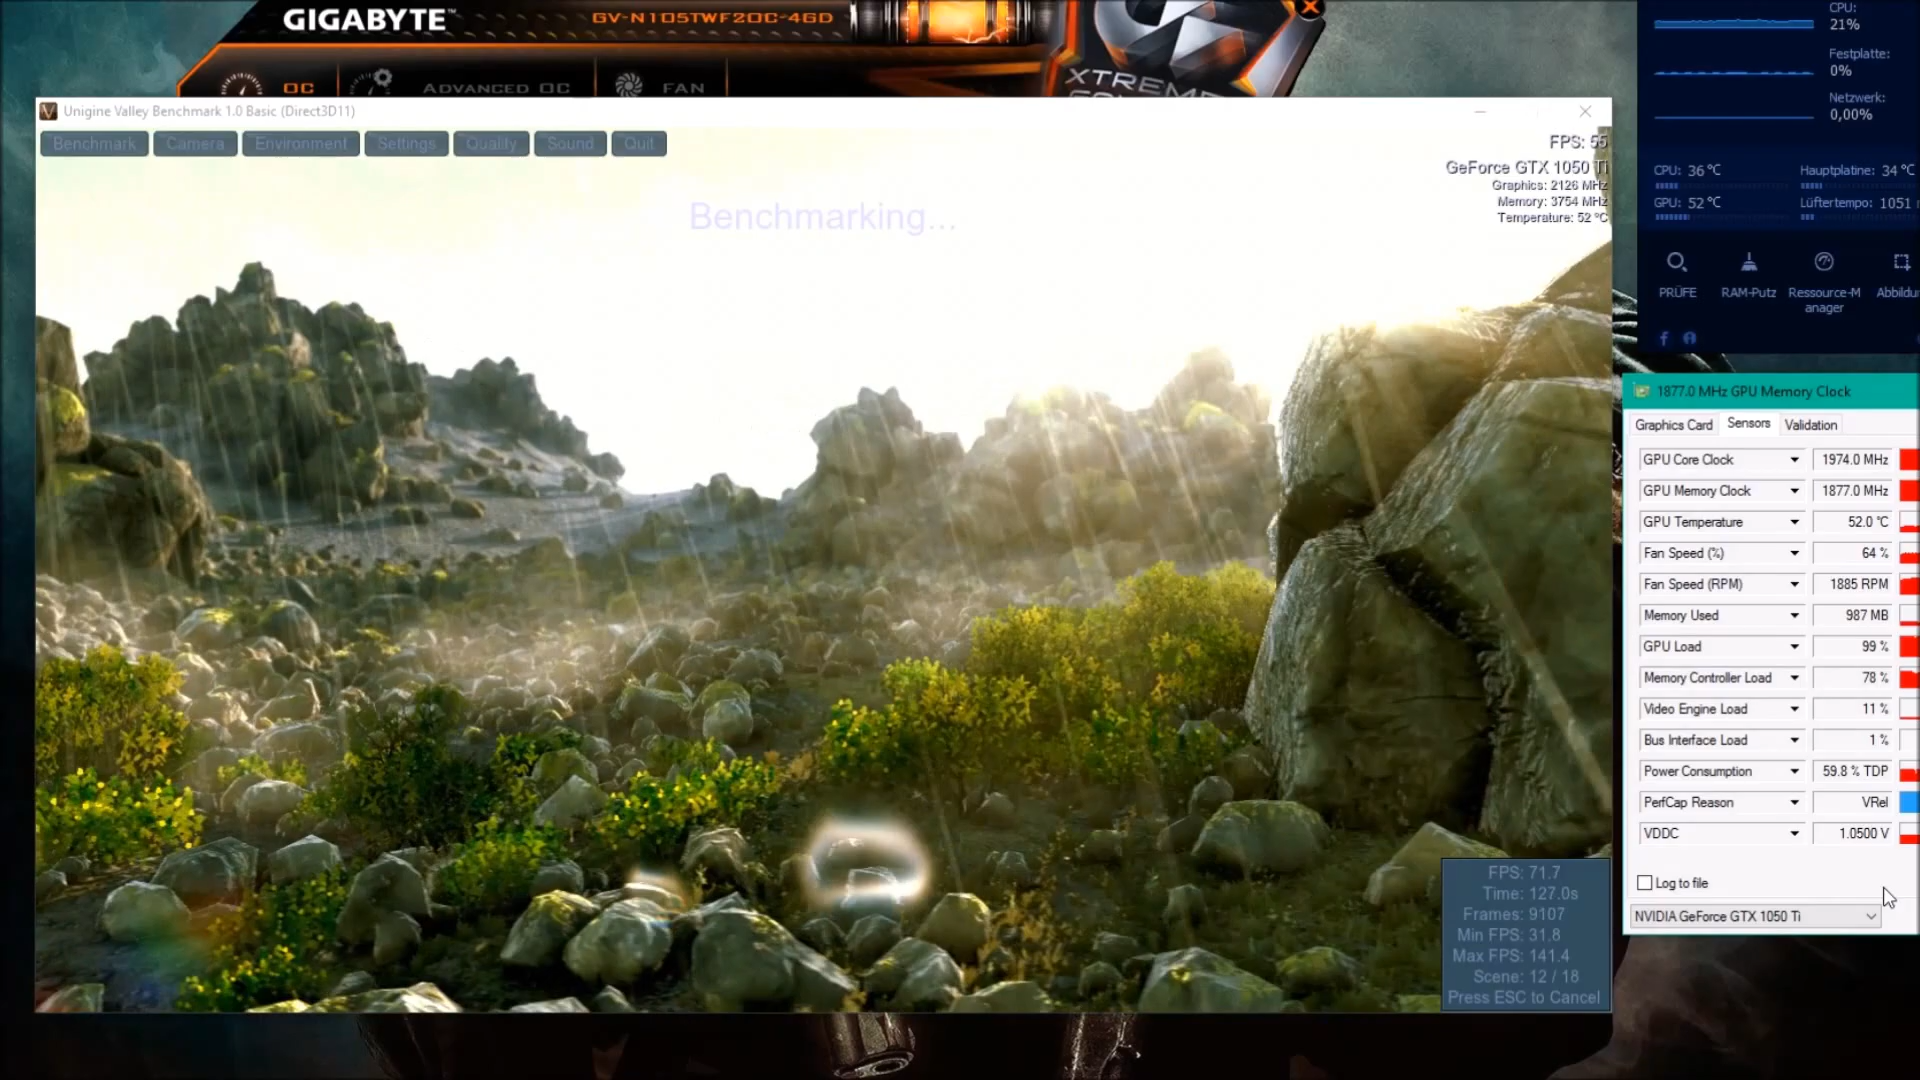 GIGABYTE™
GV-N105TWF2OC-4GD
XTREME
OC
ADVANCED OC
FAN
Unigine Valley Benchmark 1.0 Basic (Direct3D11)
Benchmark
Camera
Environment
Settings
Quality
Sound
Quit
FPS: 55
GeForce GTX 1050 Ti
Graphics: 2126 MHz
Memory: 3754 MHz
Temperature: 52 °C
Benchmarking...
FPS: 71.7
Time: 127.0s
Frames: 9107
Min FPS: 31.8
Max FPS: 141.4
Scene: 12 / 18
Press ESC to Cancel
CPU:
21%
Festplatte:
0%
Netzwerk:
0,00%
CPU: 36 °C
Hauptplatine: 34 °C
GPU: 52 °C
Lüftertempo: 1051
PRÜFE
RAM-Putz
Ressource-M
anager
Abbildu
1877.0 MHz GPU Memory Clock
Graphics Card
Sensors
Validation
GPU Core Clock 1974.0 MHz
GPU Memory Clock 1877.0 MHz
GPU Temperature 52.0 °C
Fan Speed (%) 64 %
Fan Speed (RPM) 1885 RPM
Memory Used 987 MB
GPU Load 99 %
Memory Controller Load 78 %
Video Engine Load 11 %
Bus Interface Load 1 %
Power Consumption 59.8 % TDP
PerfCap Reason VRel
VDDC 1.0500 V
Log to file
NVIDIA GeForce GTX 1050 Ti